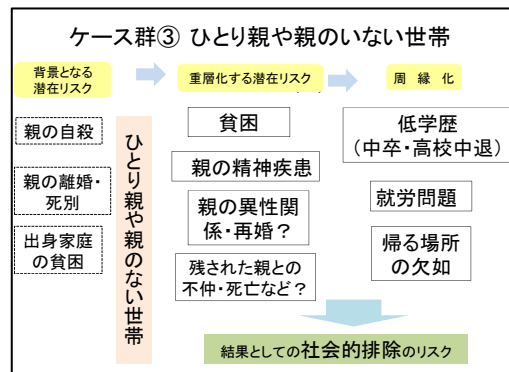 ケース群③ ひとり親や親のいない世帯
背景となる
潜在リスク
重層化する潜在リスク
周 縁 化
親の自殺
親の離婚・
死別
出身家庭
の貧困
ひとり親や親のない世帯
貧困
親の精神疾患
親の異性関
係・再婚？
残された親との
不仲・死亡など？
低学歴
（中卒・高校中退）
就労問題
帰る場所
の欠如
結果としての社会的排除のリスク